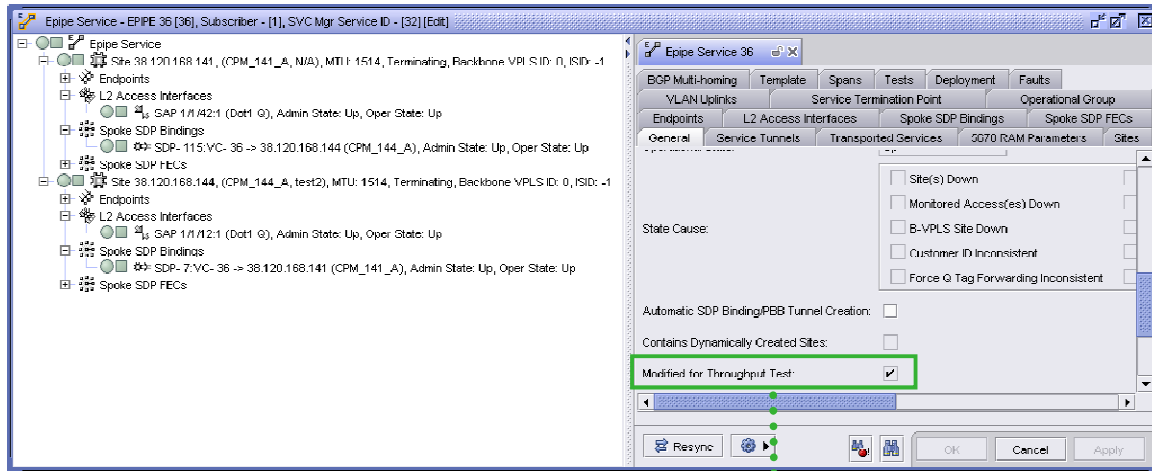 Epipe Service - EPIPE 36 [36], Subscriber - [1], SVC Mgr Service ID - [32] [Edit]
Epipe Service
Site 38.120.168.141, (CPM_141_A, N/A), MTU: 1514, Terminating, Backbone VPLS ID: 0, ISID: -1
Endpoints
L2 Access Interfaces
SAP 1/1/42:1 (Dot1 Q), Admin State: Up, Oper State: Up
Spoke SDP Bindings
SDP- 115:VC- 36 -> 38.120.168.144 (CPM_144_A), Admin State: Up, Oper State: Up
Spoke SDP FECs
Site 38.120.168.144, (CPM_144_A, test2), MTU: 1514, Terminating, Backbone VPLS ID: 0, ISID: -1
Endpoints
L2 Access Interfaces
SAP 1/1/12:1 (Dot1 Q), Admin State: Up, Oper State: Up
Spoke SDP Bindings
SDP- 7:VC- 36 -> 38.120.168.141 (CPM_141_A), Admin State: Up, Oper State: Up
Spoke SDP FECs
Epipe Service 36
BGP Multi-homing Template Spans Tests Deployment Faults
VLAN Uplinks Service Termination Point Operational Group
Endpoints L2 Access Interfaces Spoke SDP Bindings Spoke SDP FECs
General Service Tunnels Transported Services 5670 RAM Parameters Sites
Operational State: Up
Site(s) Down
Monitored Access(es) Down
State Cause: B-VPLS Site Down
Customer ID Inconsistent
Force Q Tag Forwarding Inconsistent
Automatic SDP Binding/PBB Tunnel Creation:
Contains Dynamically Created Sites:
Modified for Throughput Test:
Resync OK Cancel Apply